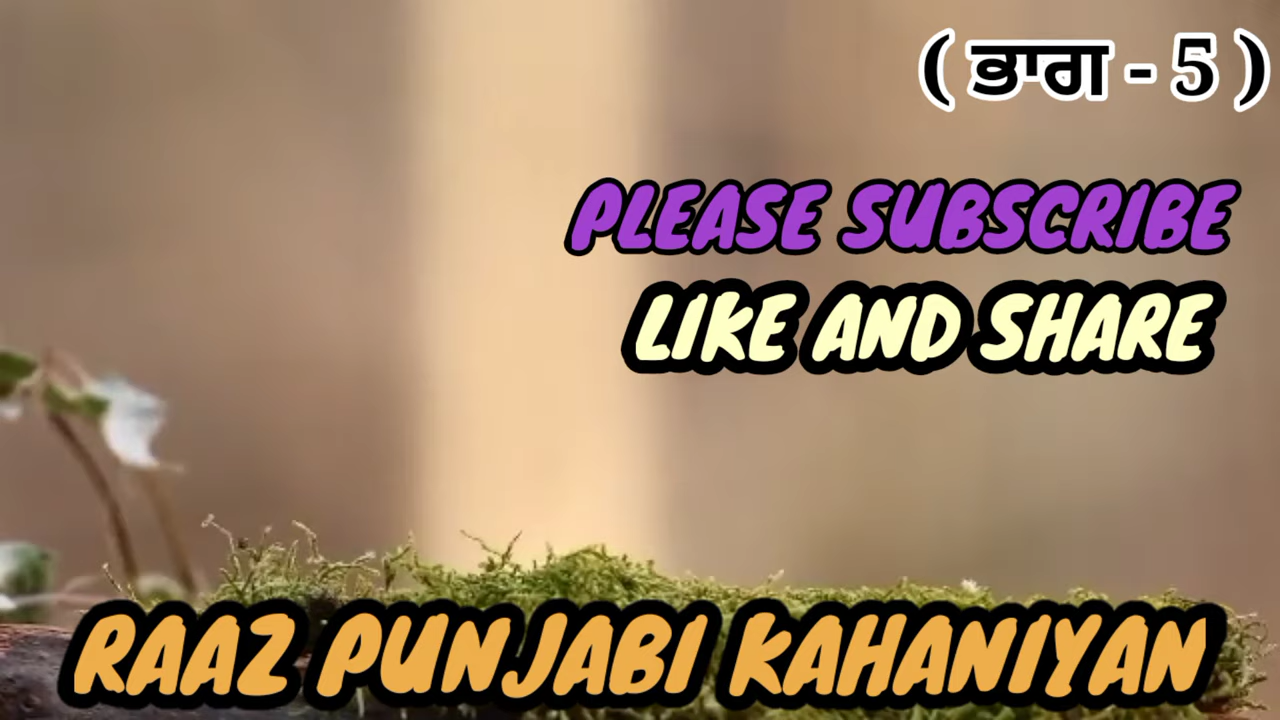 ( ਭਾਗ - 5 )
PLEASE SUBSCRIBE
LIKE AND SHARE
RAAZ PUNJABI KAHANIYAN